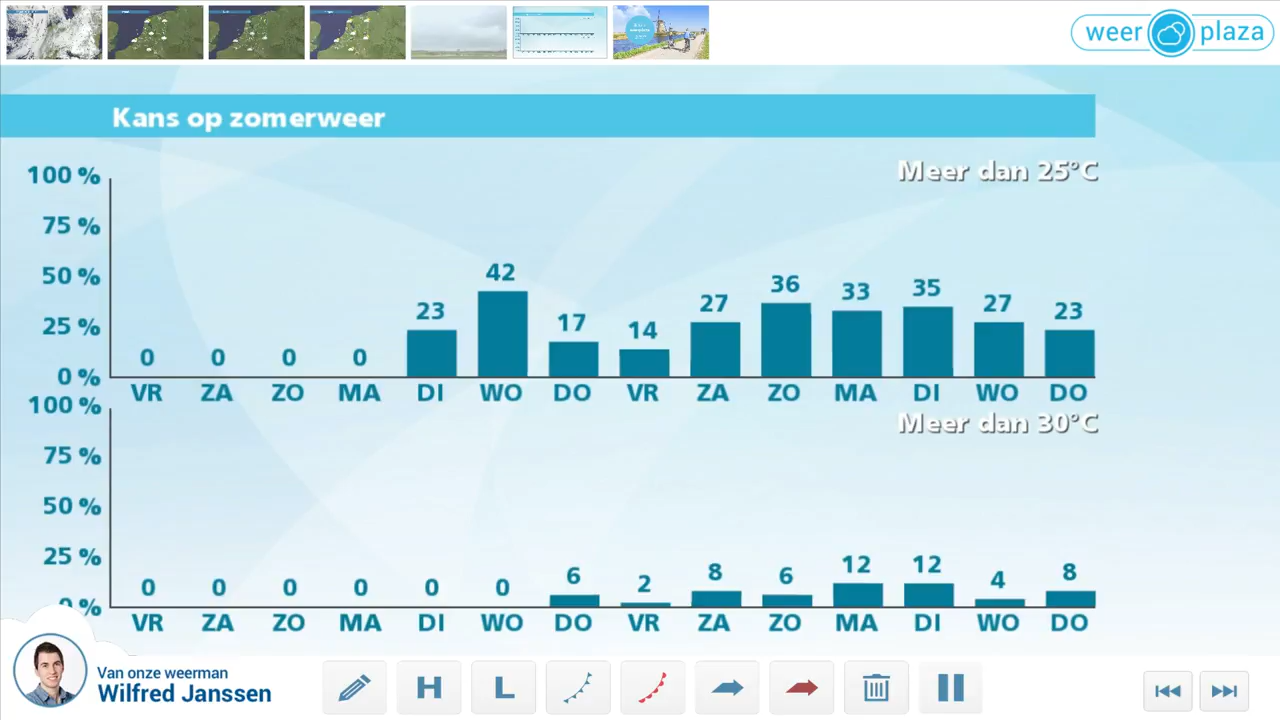 weer plaza
Kans op zomerweer
Meer dan 25°C
100 %
75 %
50 %
25 %
0 %
0 0 0 0 23 42 17 14 27 36 33 35 27 23
VR ZA ZO MA DI WO DO VR ZA ZO MA DI WO DO
Meer dan 30°C
100 %
75 %
50 %
25 %
0 %
0 0 0 0 0 0 6 2 8 6 12 12 4 8
VR ZA ZO MA DI WO DO VR ZA ZO MA DI WO DO
Van onze weerman
Wilfred Janssen
H L